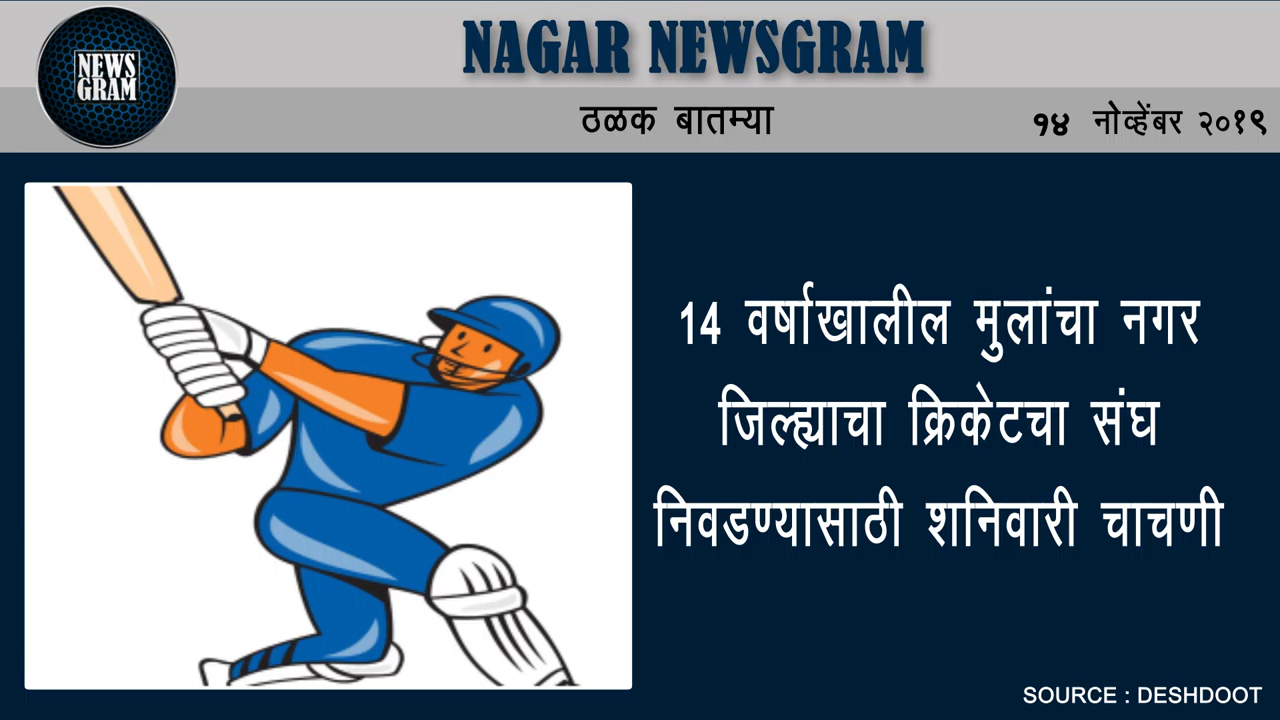 NEWS
GRAM
NAGAR NEWSGRAM
ठळक बातम्या
१४ नोव्हेंबर २०१९
14 वर्षाखालील मुलांचा नगर
जिल्ह्याचा क्रिकेटचा संघ
निवडण्यासाठी शनिवारी चाचणी
SOURCE : DESHDOOT